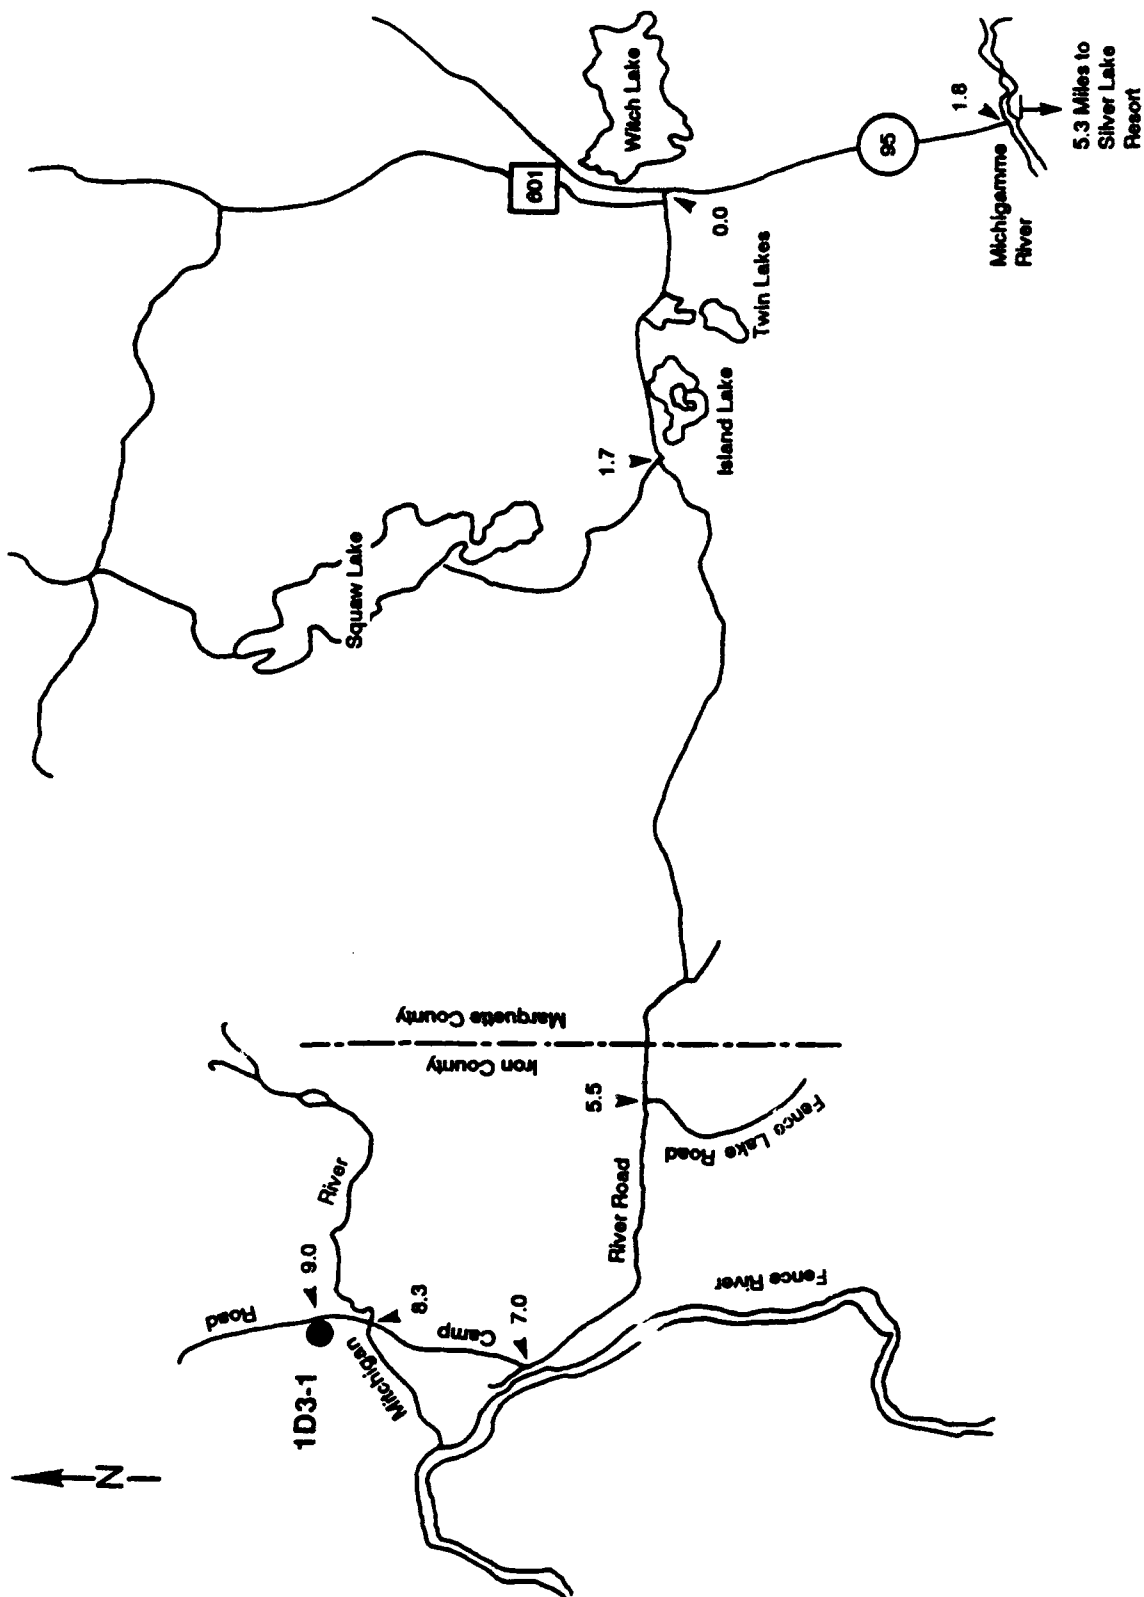 N
1D3-1
9.0
Road
River
Mitchigan
8.3
Camp
7.0
River Road
5.5
Fence Lake Road
Fence River
Iron County
Marquette County
Squaw Lake
1.7
Island Lake
Twin Lakes
0.0
601
Witch Lake
95
1.8
Michigamme
River
5.3 Miles to
Silver Lake
Resort